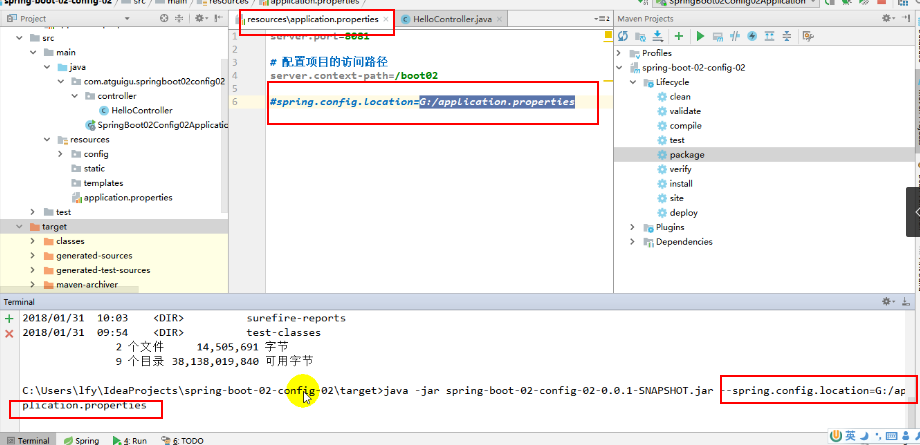 spring-boot-02-config-02
src
main
resources
application.properties
SpringBoot02Config02Application
Project
src
main
java
com.atguigu.springboot02config02
controller
HelloController
SpringBoot02Config02Applicatio
resources
config
static
templates
application.properties
test
target
classes
generated-sources
generated-test-sources
maven-archiver
resources\application.properties
HelloController.java
1 server.port=8081
2
3 # 配置项目的访问路径
4 server.context-path=/boot02
5
6 #spring.config.location=G:/application.properties
Maven Projects
Profiles
spring-boot-02-config-02
Lifecycle
clean
validate
compile
test
package
verify
install
site
deploy
Plugins
Dependencies
Terminal
2018/01/31 10:03 <DIR> surefire-reports
2018/01/31 09:54 <DIR> test-classes
2 个文件 14,505,691 字节
9 个目录 38,138,019,840 可用字节
C:\Users\lfy\IdeaProjects\spring-boot-02-config-02\target>java -jar spring-boot-02-config-02-0.0.1-SNAPSHOT.jar --spring.config.location=G:/ap
plication.properties
Terminal
Spring
4: Run
6: TODO
英